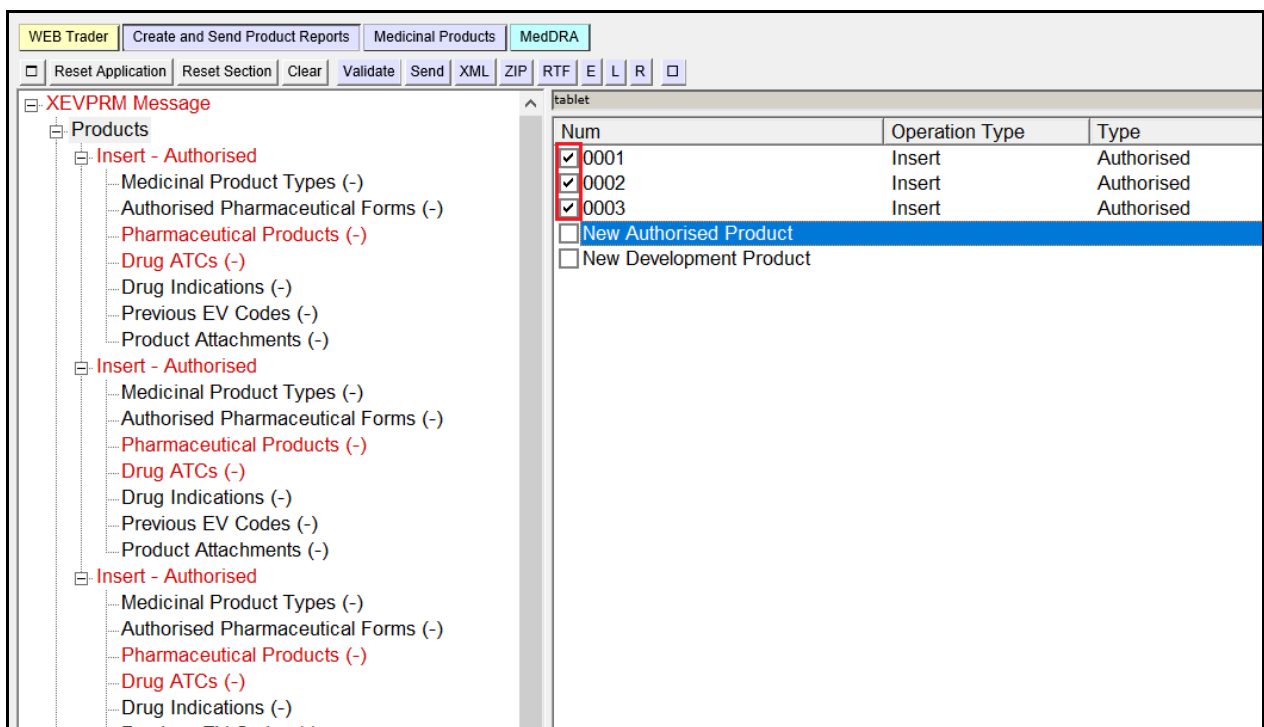 WEB Trader Create and Send Product Reports Medicinal Products MedDRA
Reset Application Reset Section Clear Validate Send XML ZIP RTF E L R
XEVPRM Message
Products
Insert - Authorised
Medicinal Product Types (-)
Authorised Pharmaceutical Forms (-)
Pharmaceutical Products (-)
Drug ATCs (-)
Drug Indications (-)
Previous EV Codes (-)
Product Attachments (-)
Insert - Authorised
Medicinal Product Types (-)
Authorised Pharmaceutical Forms (-)
Pharmaceutical Products (-)
Drug ATCs (-)
Drug Indications (-)
Previous EV Codes (-)
Product Attachments (-)
Insert - Authorised
Medicinal Product Types (-)
Authorised Pharmaceutical Forms (-)
Pharmaceutical Products (-)
Drug ATCs (-)
Drug Indications (-)
tablet
Num Operation Type Type
0001 Insert Authorised
0002 Insert Authorised
0003 Insert Authorised
New Authorised Product
New Development Product